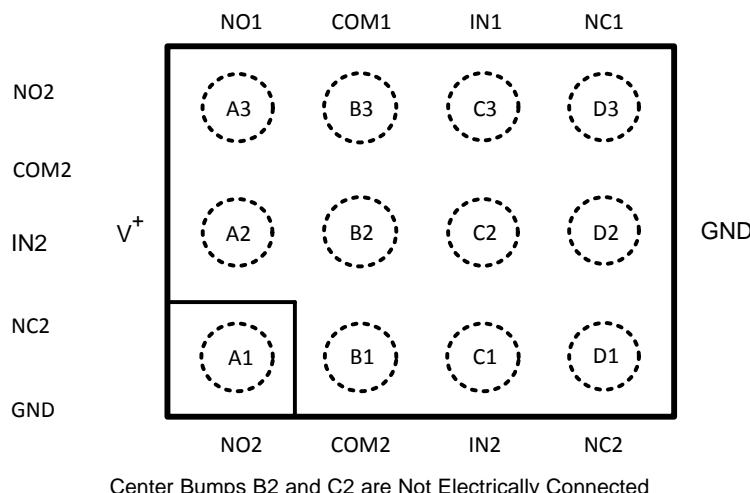 NO1 COM1 IN1 NC1
NO2
A3 B3 C3 D3
COM2
V+ A2 B2 C2 D2 GND
IN2
NC2
A1 B1 C1 D1
GND
NO2 COM2 IN2 NC2
Center Bumps B2 and C2 are Not Electrically Connected